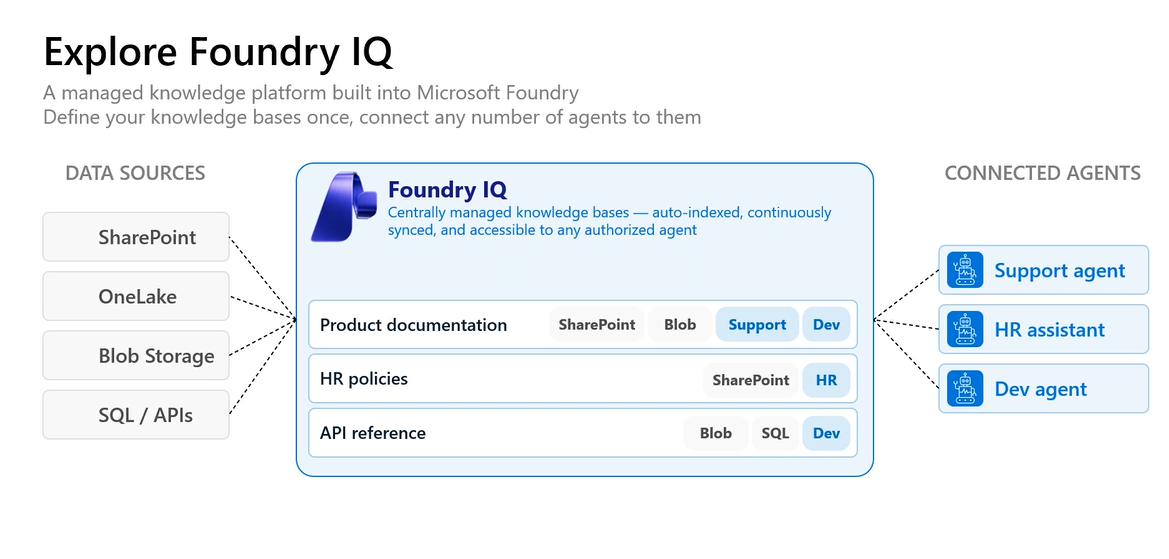 Explore Foundry IQ
A managed knowledge platform built into Microsoft Foundry
Define your knowledge bases once, connect any number of agents to them
DATA SOURCES
SharePoint
OneLake
Blob Storage
SQL / APIs
Foundry IQ
Centrally managed knowledge bases — auto-indexed, continuously
synced, and accessible to any authorized agent
Product documentation SharePoint Blob Support Dev
HR policies SharePoint HR
API reference Blob SQL Dev
CONNECTED AGENTS
Support agent
HR assistant
Dev agent